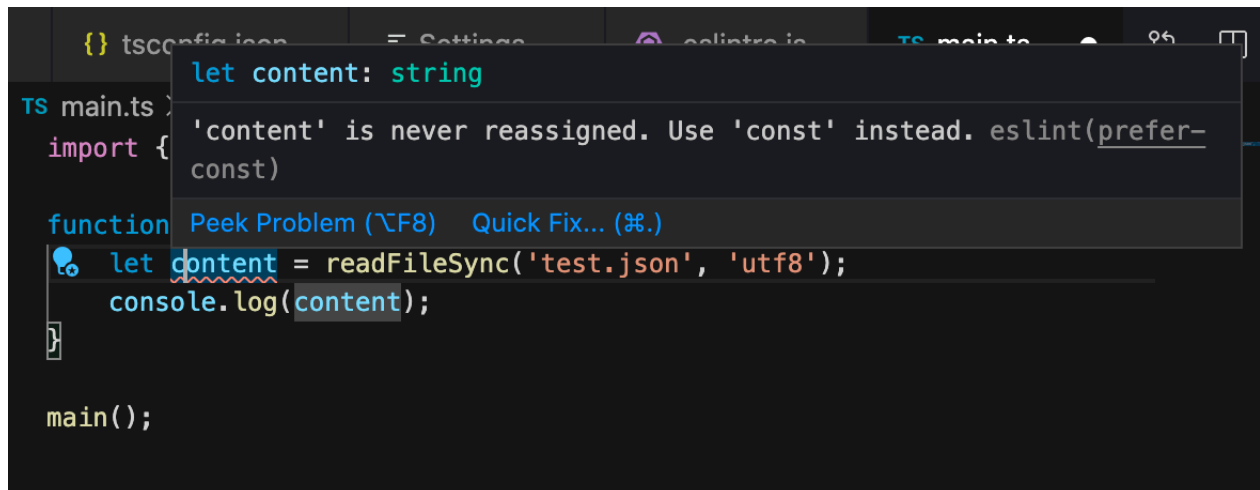 {} tsconfig.json Settings .eslintrc.js TS main.ts
let content: string
TS main.ts
'content' is never reassigned. Use 'const' instead. eslint(prefer-
const)
import {
Peek Problem (⌥F8) Quick Fix... (⌘.)
function
let content = readFileSync('test.json', 'utf8');
console.log(content);
}
main();